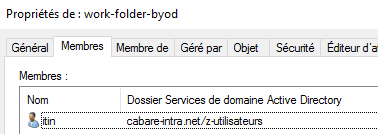 Propriétés de : work-folder-byod
Général Membres Membre de Géré par Objet Sécurité Éditeur d'at
Membres :
Nom Dossier Services de domaine Active Directory
itin cabare-intra.net/z-utilisateurs